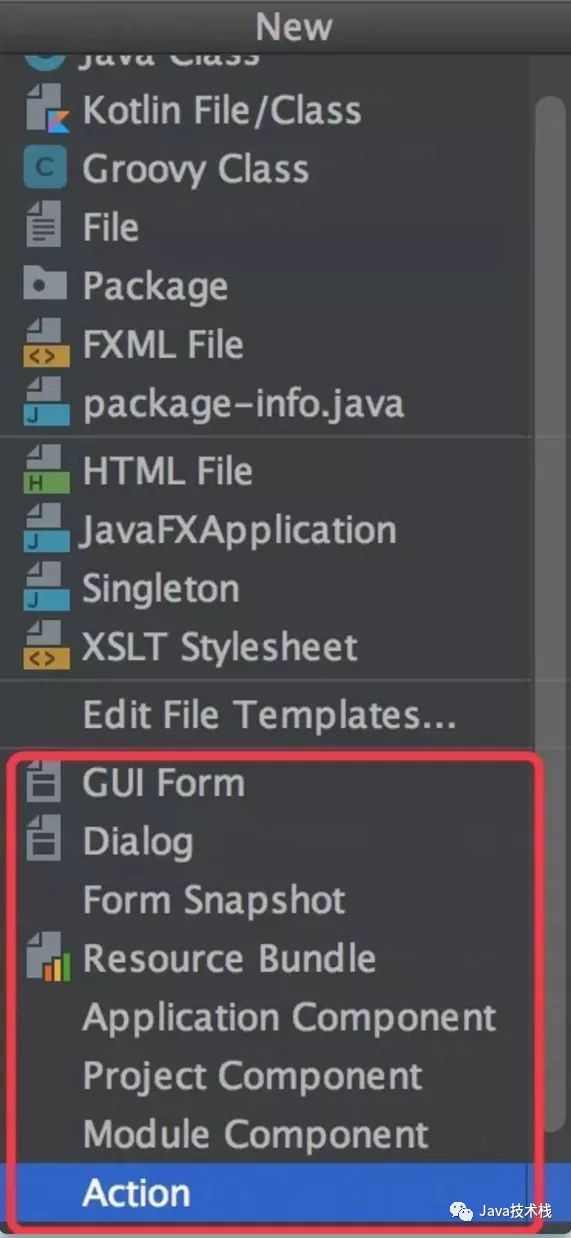 New
Java Class
Kotlin File/Class
Groovy Class
C
File
Package
FXML File
package-info.java
J
HTML File
H
JavaFXApplication
J
Singleton
J
XSLT Stylesheet
Edit File Templates...
GUI Form
Dialog
Form Snapshot
Resource Bundle
Application Component
Project Component
Module Component
Action
Java技术栈